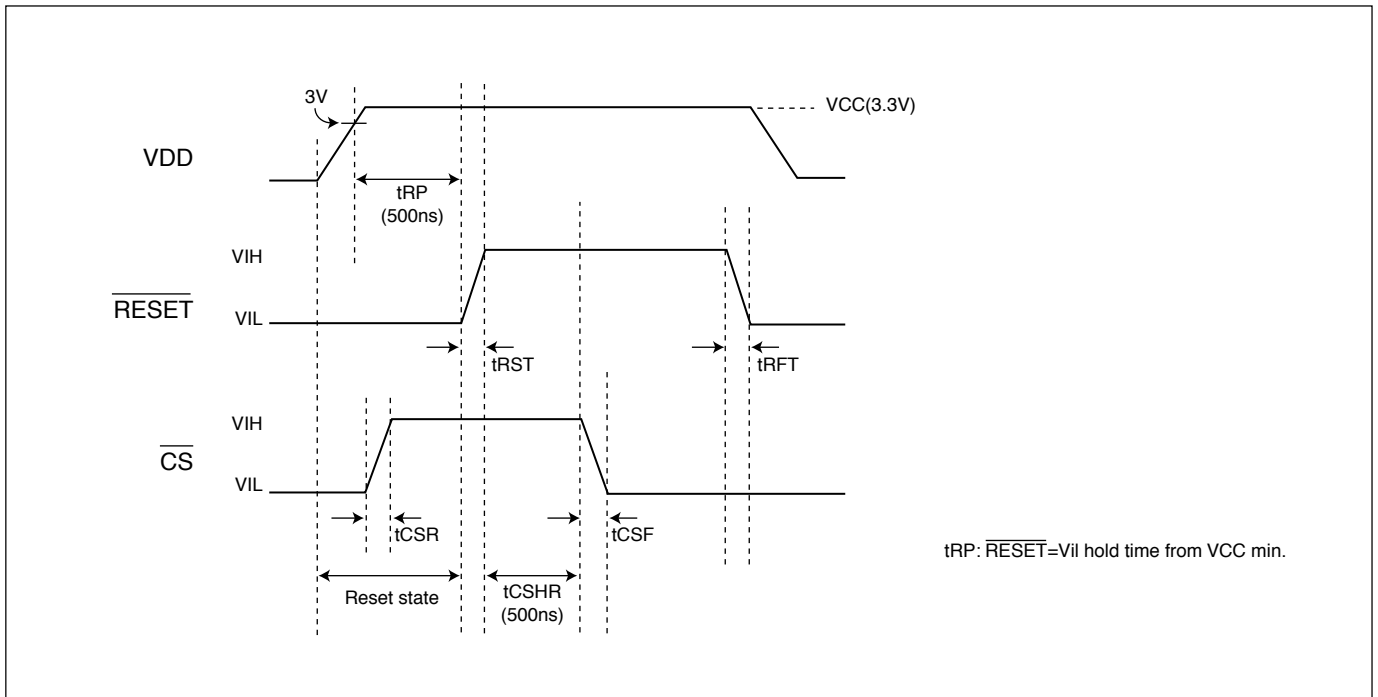 3V
VCC(3.3V)
VDD
tRP
(500ns)
VIH
RESET
VIL
tRST
tRFT
VIH
CS
VIL
tCSR
tCSF
tRP: RESET=Vil hold time from VCC min.
Reset state
tCSHR
(500ns)